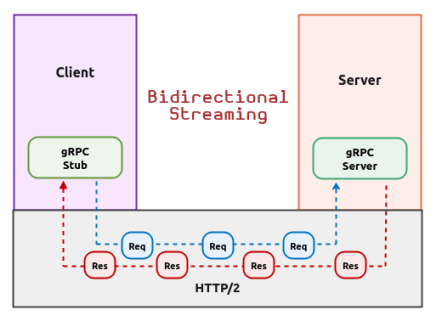 Client
Bidirectional
Streaming
Server
gRPC
Stub
gRPC
Server
Req
Req
Req
Res
Res
Res
Res
HTTP/2